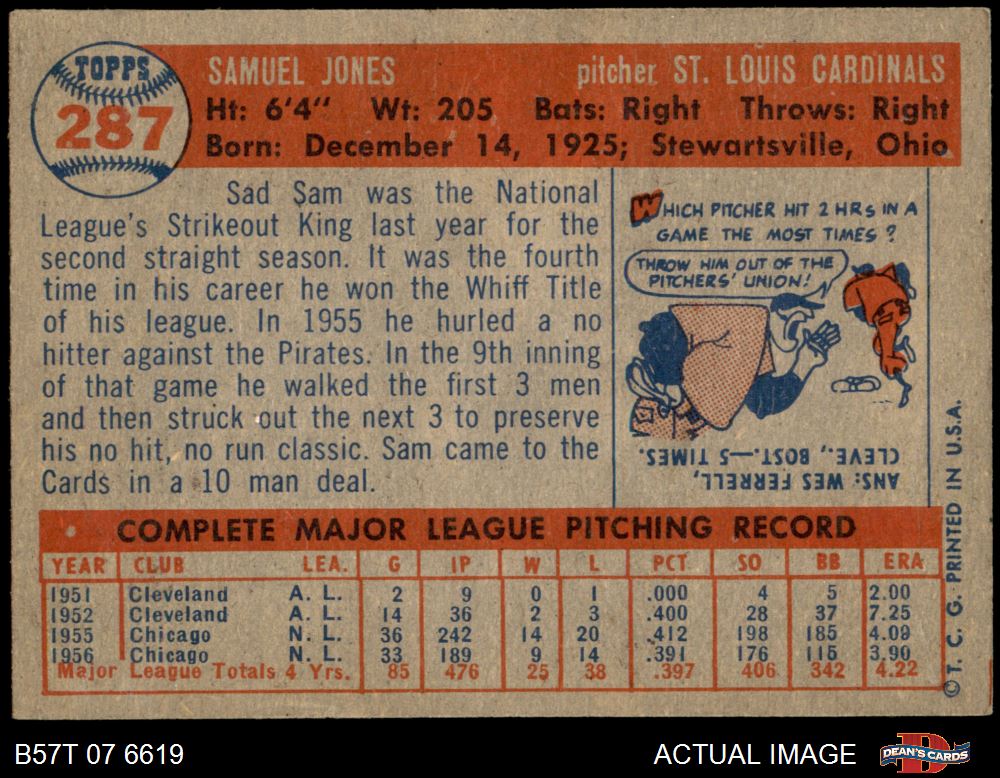 TOPPS
287
SAMUEL JONES pitcher ST. LOUIS CARDINALS
Ht: 6'4" Wt: 205 Bats: Right Throws: Right
Born: December 14, 1925; Stewartsville, Ohio
Sad Sam was the National
League's Strikeout King last year for the
second straight season. It was the fourth
time in his career he won the Whiff Title
of his league. In 1955 he hurled a no
hitter against the Pirates. In the 9th inning
of that game he walked the first 3 men
and then struck out the next 3 to preserve
his no hit, no run classic. Sam came to the
Cards in a 10 man deal.
WHICH PITCHER HIT 2 HRS IN A
GAME THE MOST TIMES?
THROW HIM OUT OF THE
PITCHERS' UNION!
ANS: WES FERRELL,
CLEVE., BOST.—5 TIMES.
COMPLETE MAJOR LEAGUE PITCHING RECORD
YEAR CLUB LEA. G IP W L PCT SO BB ERA
1951 Cleveland A. L. 2 9 0 1 .000 4 5 2.00
1952 Cleveland A. L. 14 36 2 3 .400 28 37 7.25
1955 Chicago N. L. 36 242 14 20 .412 198 185 4.09
1956 Chicago N. L. 33 189 9 14 .391 176 115 3.90
Major League Totals 4 Yrs. 85 476 25 38 .397 406 342 4.22
© T. C. G. PRINTED IN U.S.A.
B57T 07 6619 ACTUAL IMAGE
DEAN'S CARDS